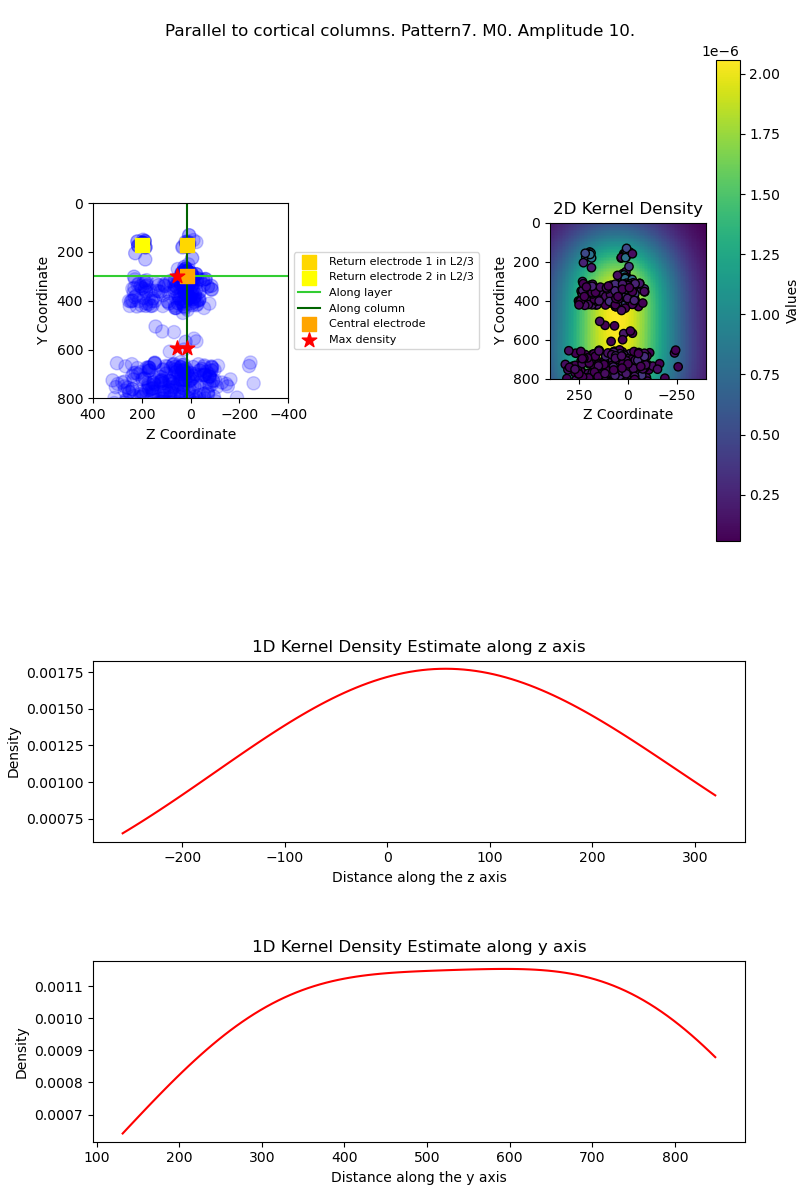 Parallel to cortical columns. Pattern7. M0. Amplitude 10.
0
200
400
600
800
Y Coordinate
400
200
0
−200
−400
Z Coordinate
Return electrode 1 in L2/3
Return electrode 2 in L2/3
Along layer
Along column
Central electrode
Max density
2D Kernel Density
0
200
400
600
800
Y Coordinate
250
0
−250
Z Coordinate
1e−6
2.00
1.75
1.50
1.25
1.00
0.75
0.50
0.25
Values
1D Kernel Density Estimate along z axis
0.00175
0.00150
0.00125
0.00100
0.00075
Density
−200
−100
0
100
200
300
Distance along the z axis
1D Kernel Density Estimate along y axis
0.0011
0.0010
0.0009
0.0008
0.0007
Density
100
200
300
400
500
600
700
800
Distance along the y axis